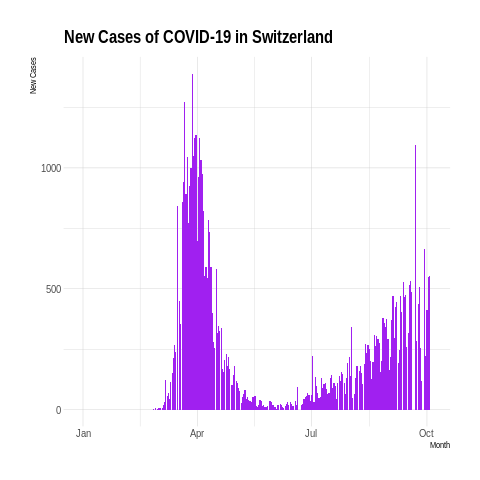 New Cases of COVID-19 in Switzerland
New Cases
1000
500
0
Jan
Apr
Jul
Oct
Month